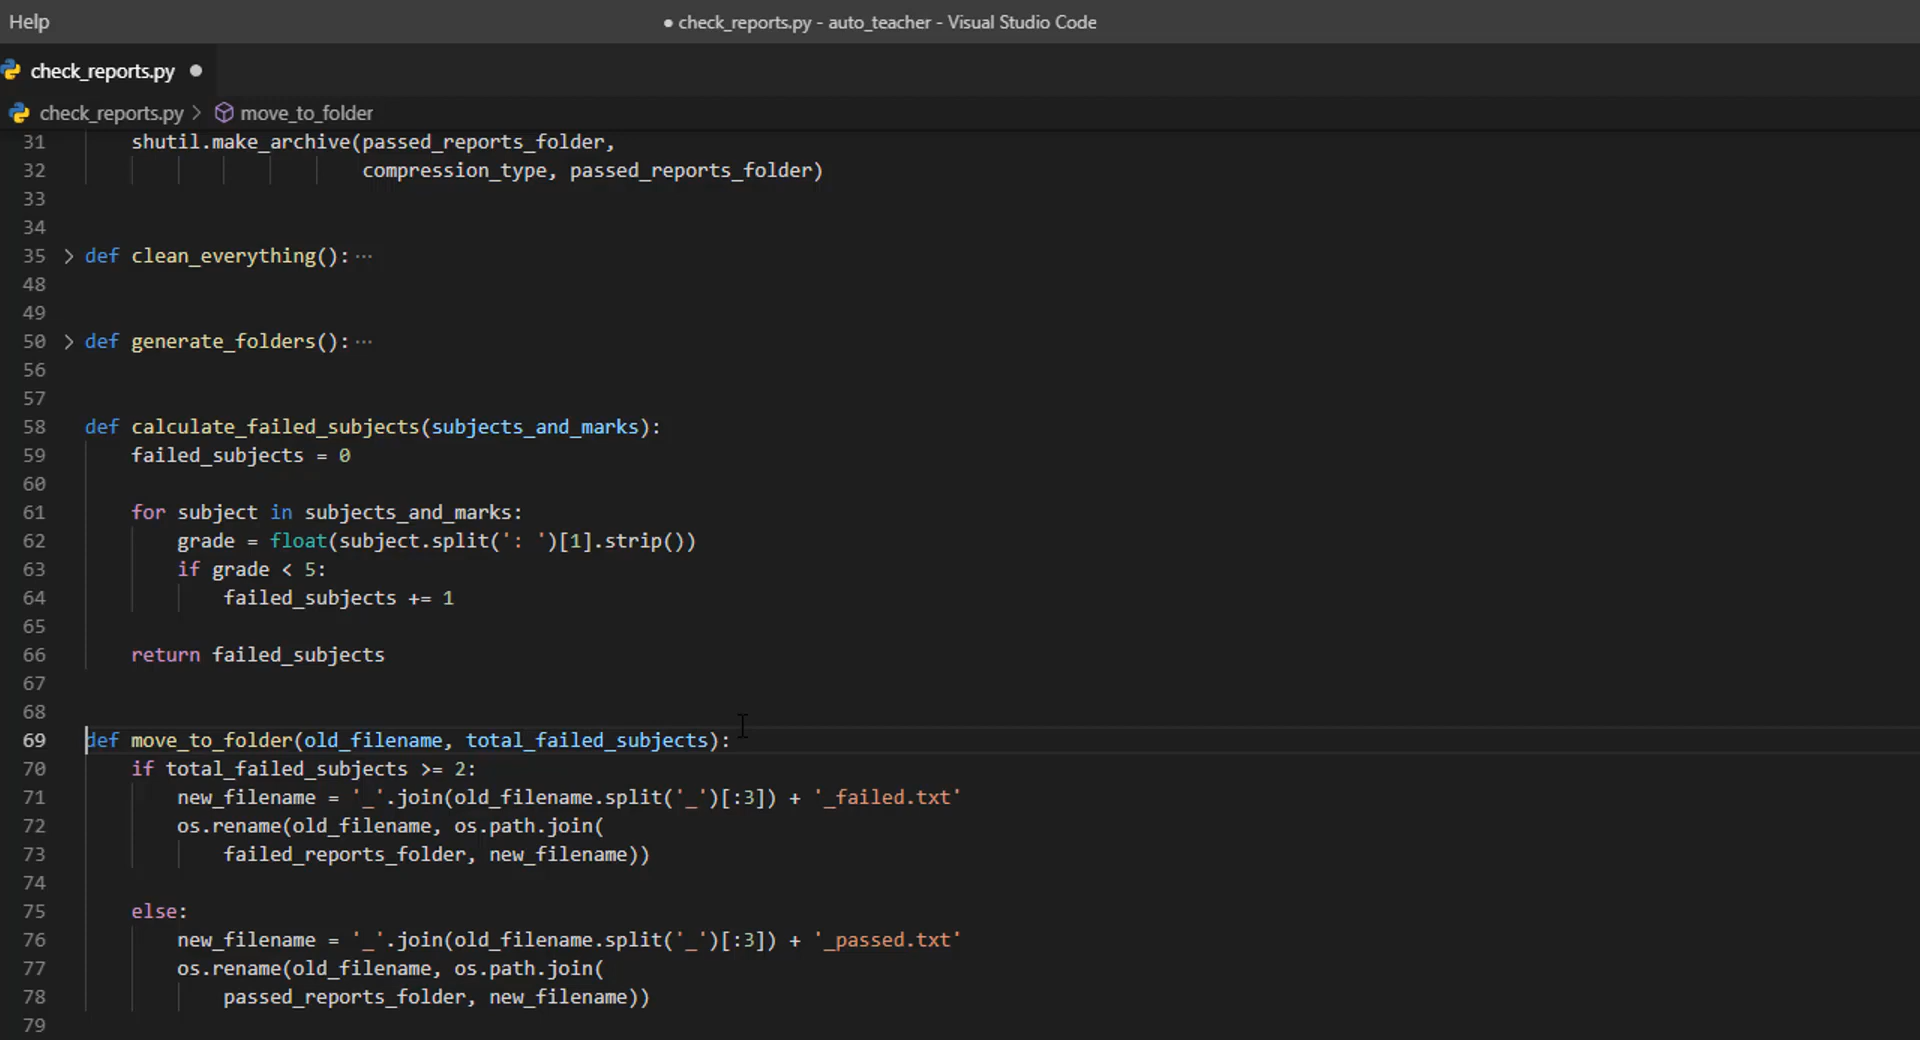 Help
● check_reports.py - auto_teacher - Visual Studio Code
check_reports.py ●
check_reports.py > move_to_folder
31     shutil.make_archive(passed_reports_folder,
32                         compression_type, passed_reports_folder)
33
34
35 > def clean_everything():···
48
49
50 > def generate_folders():···
56
57
58 def calculate_failed_subjects(subjects_and_marks):
59     failed_subjects = 0
60
61     for subject in subjects_and_marks:
62         grade = float(subject.split(': ')[1].strip())
63         if grade < 5:
64             failed_subjects += 1
65
66     return failed_subjects
67
68
69 def move_to_folder(old_filename, total_failed_subjects):
70     if total_failed_subjects >= 2:
71         new_filename = '_'.join(old_filename.split('_')[:3]) + '_failed.txt'
72         os.rename(old_filename, os.path.join(
73             failed_reports_folder, new_filename))
74
75     else:
76         new_filename = '_'.join(old_filename.split('_')[:3]) + '_passed.txt'
77         os.rename(old_filename, os.path.join(
78             passed_reports_folder, new_filename))
79